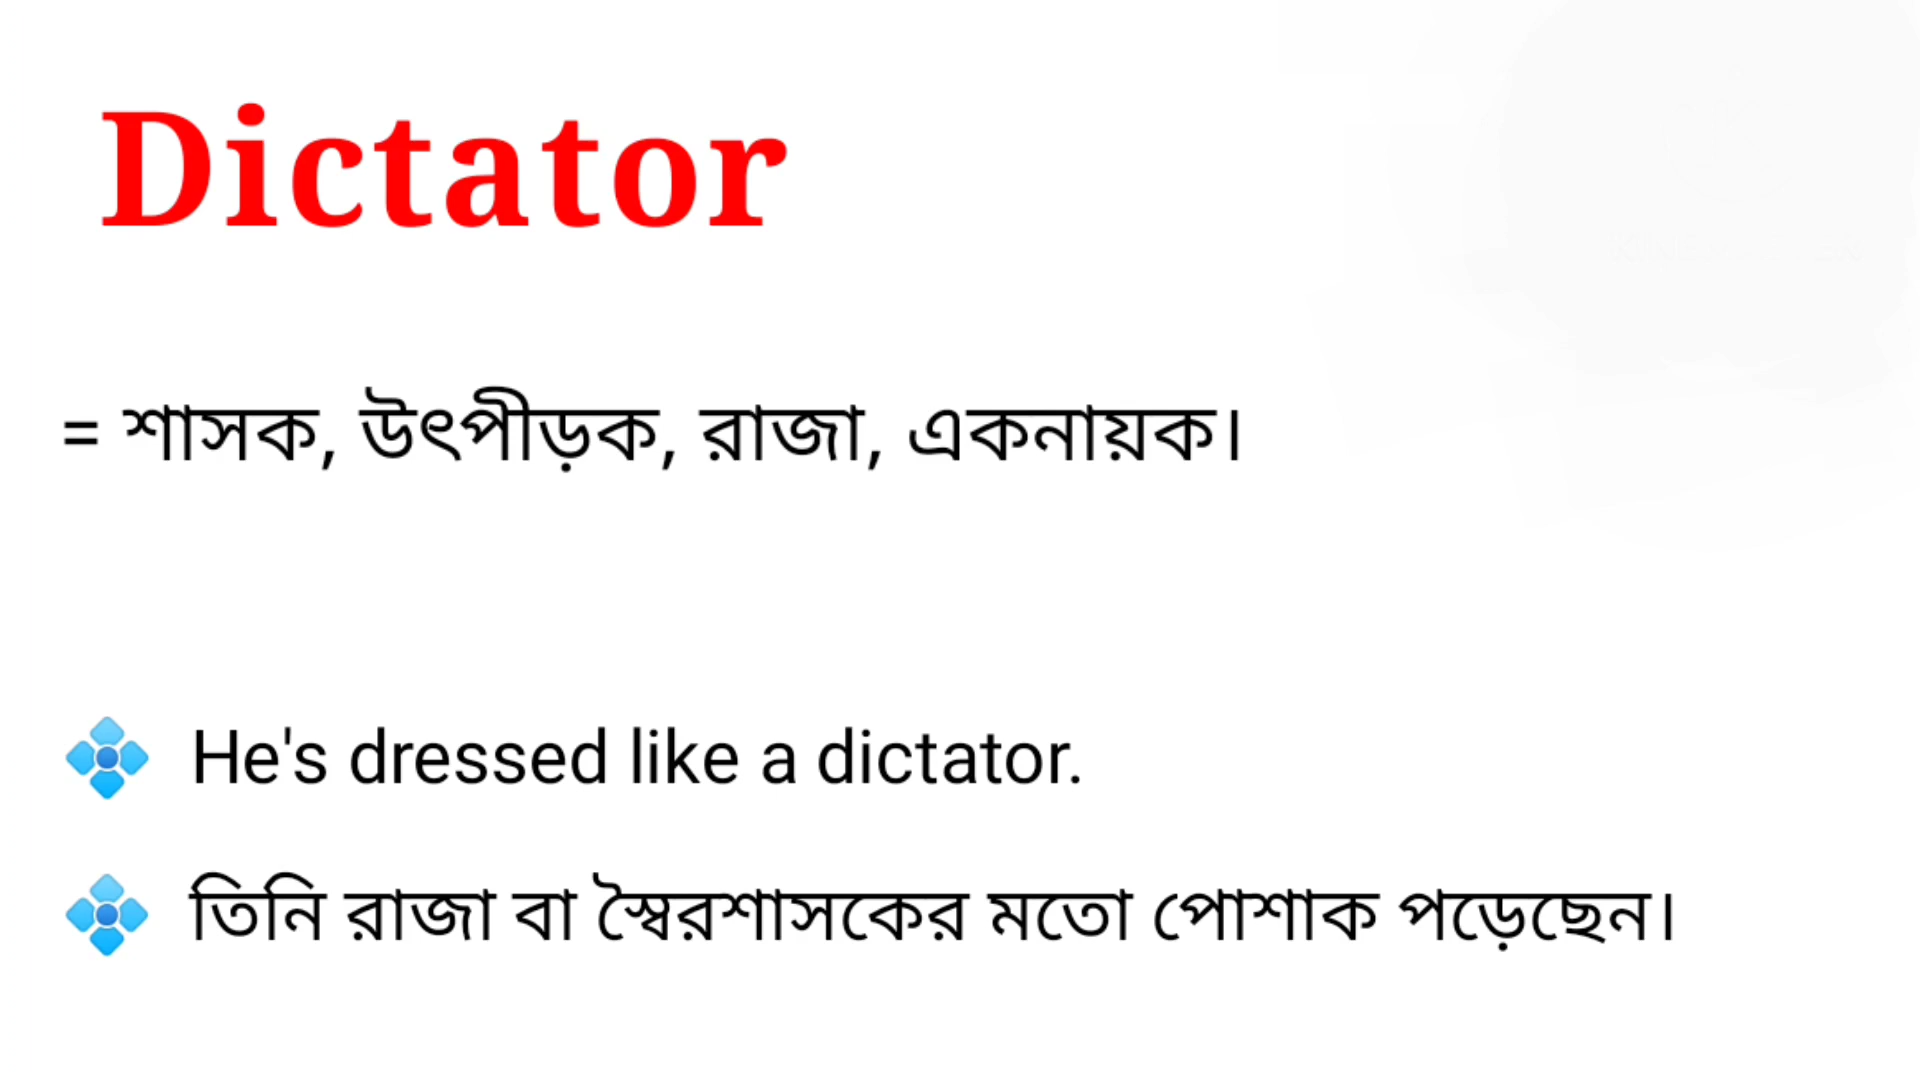 Dictator
= শাসক, উৎপীড়ক, রাজা, একনায়ক।
He's dressed like a dictator.
তিনি রাজা বা স্বৈরশাসকের মতো পোশাক পড়েছেন।